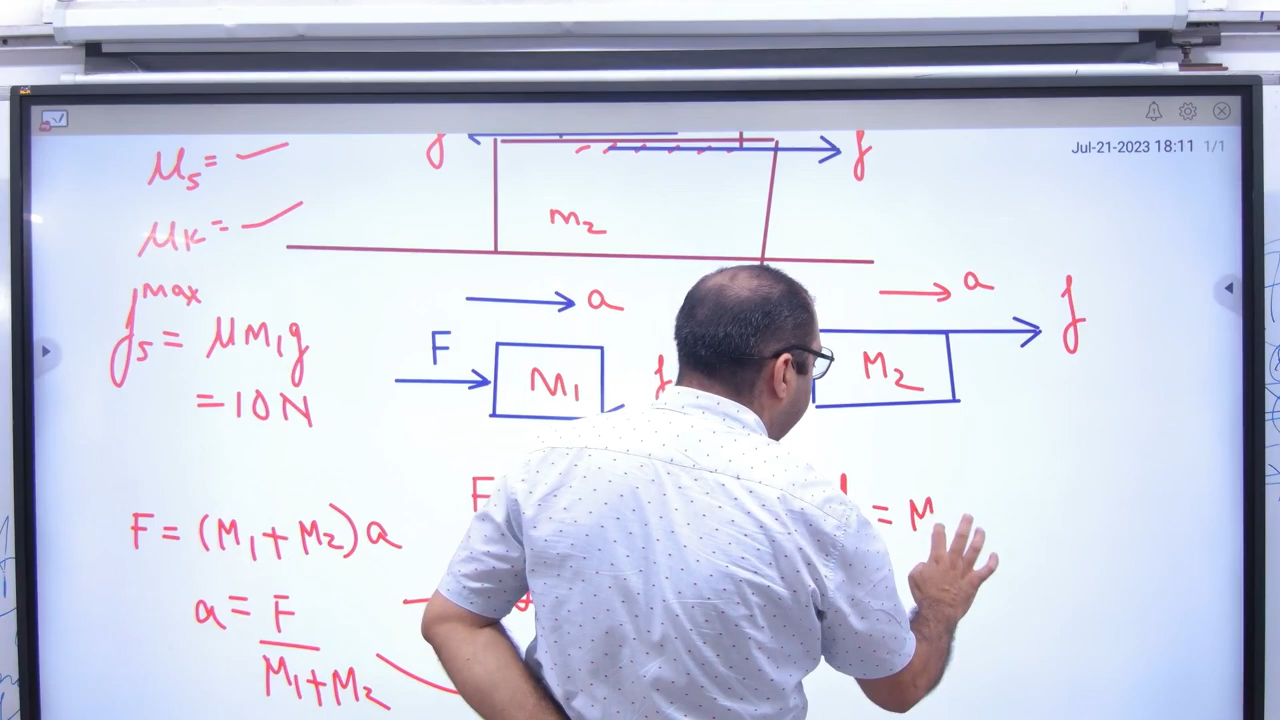 Jul-21-2023 18:11 1/1
μs =
f f
m2
μK =
fs^max = μm1g
= 10N
a
F M1 f
a
M2 f
F
= M
F = (M1+M2)a
a = F
M1+M2